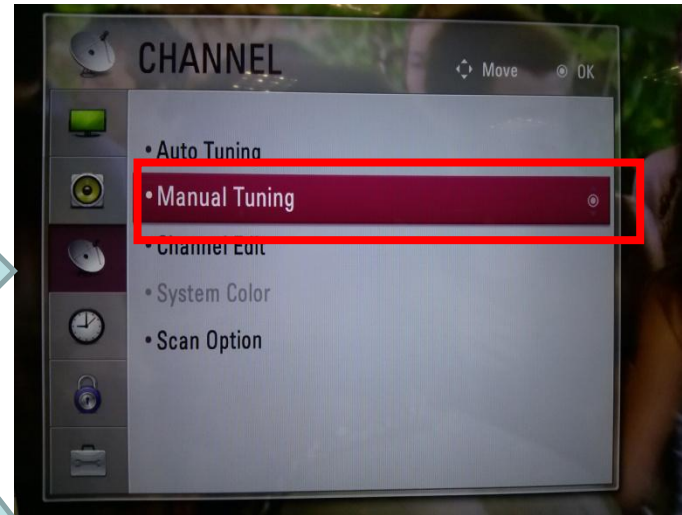 CHANNEL
Move OK
• Auto Tuning
• Manual Tuning
• Channel Edit
• System Color
• Scan Option